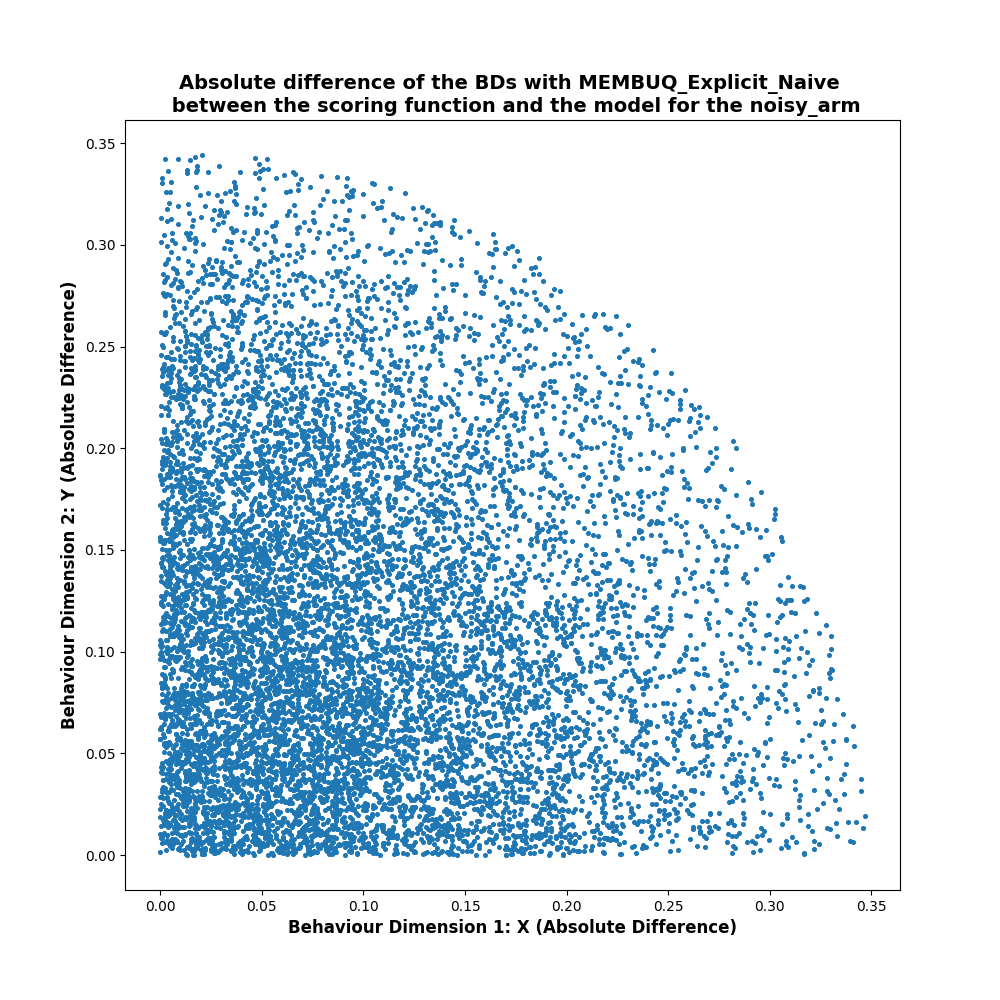 Absolute difference of the BDs with MEMBUQ_Explicit_Naive
between the scoring function and the model for the noisy_arm
0.35
0.30
0.25
0.20
0.15
0.10
0.05
0.00
Behaviour Dimension 2: Y (Absolute Difference)
0.00 0.05 0.10 0.15 0.20 0.25 0.30 0.35
Behaviour Dimension 1: X (Absolute Difference)